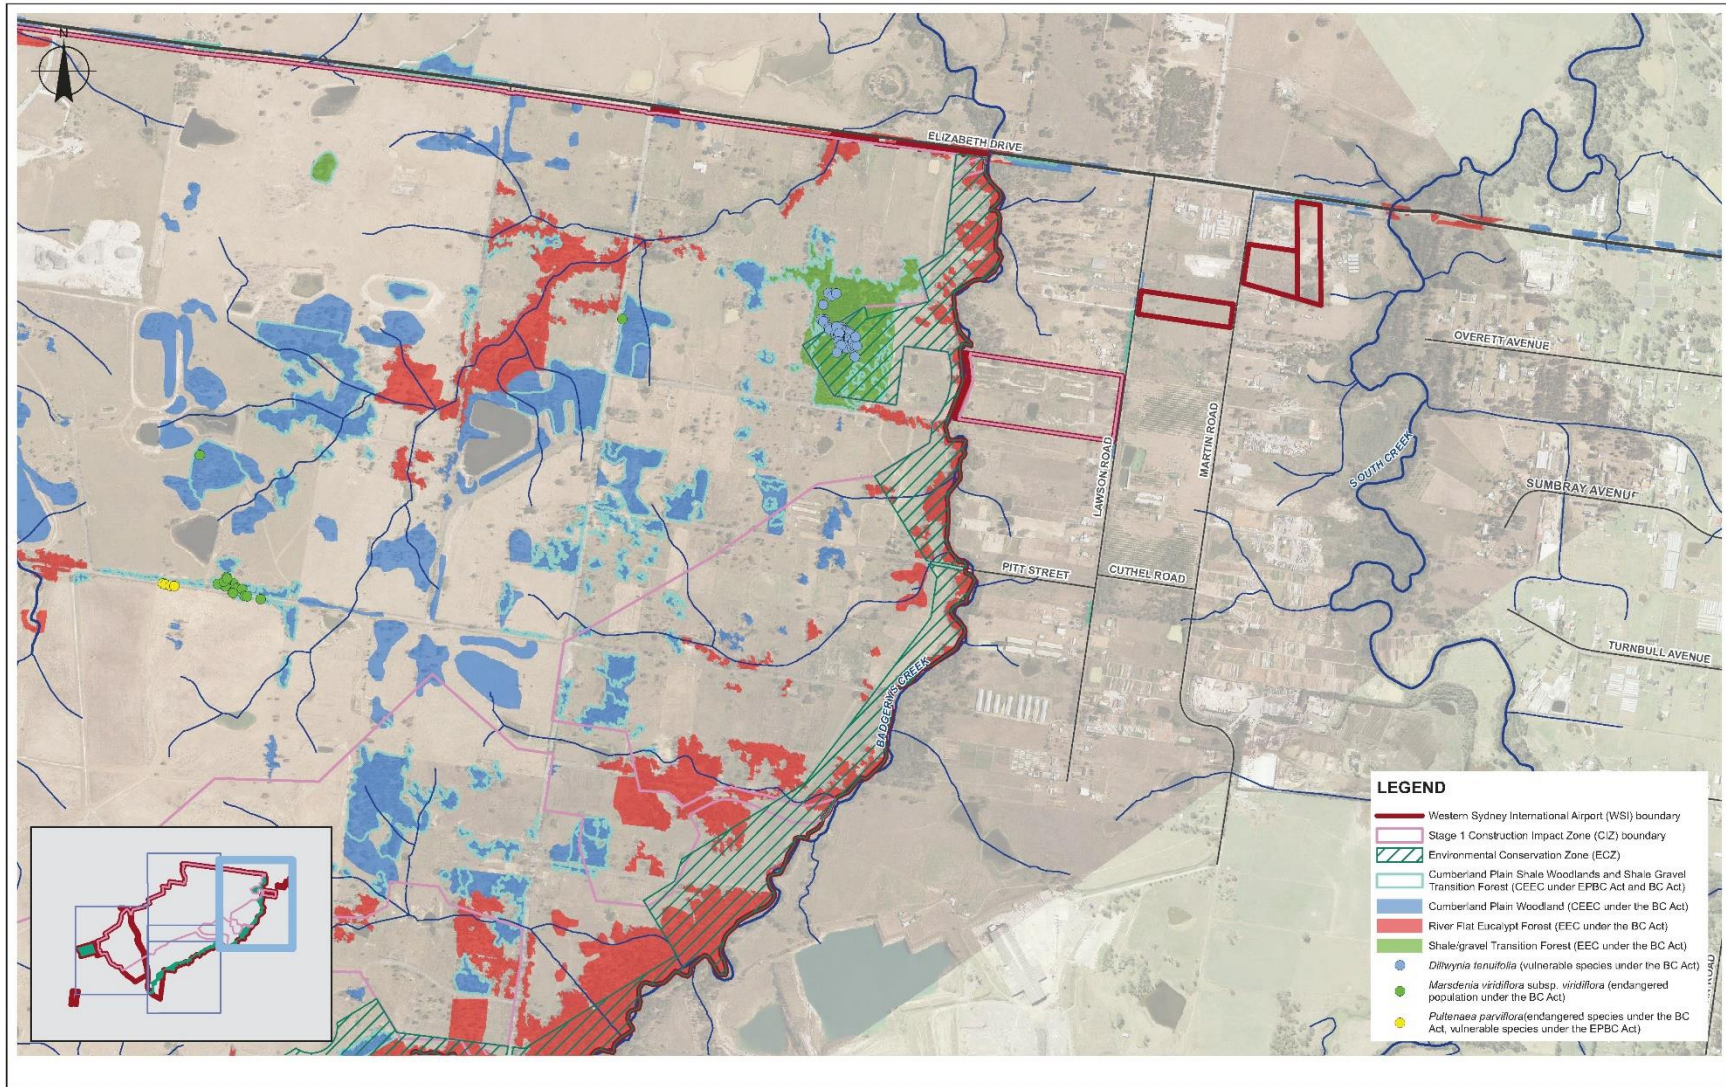 N
ELIZABETH DRIVE
OVERETT AVENUE
MARTIN ROAD
LAWSON ROAD
SOUTH CREEK
SUMBRAY AVENUE
PITT STREET
CUTHEL ROAD
TURNBULL AVENUE
BADGERYS CREEK
LEGEND
Western Sydney International Airport (WSI) boundary
Stage 1 Construction Impact Zone (CIZ) boundary
Environmental Conservation Zone (ECZ)
Cumberland Plain Shale Woodlands and Shale Gravel
Transition Forest (CEEC under EPBC Act and BC Act)
Cumberland Plain Woodland (CEEC under the BC Act)
River Flat Eucalypt Forest (EEC under the BC Act)
Shale/gravel Transition Forest (EEC under the BC Act)
Dillwynia tenuifolia (vulnerable species under the BC Act)
Marsdenia viridiflora subsp. viridiflora (endangered
population under the BC Act)
Pultenaea parviflora(endangered species under the BC
Act, vulnerable species under the EPBC Act)